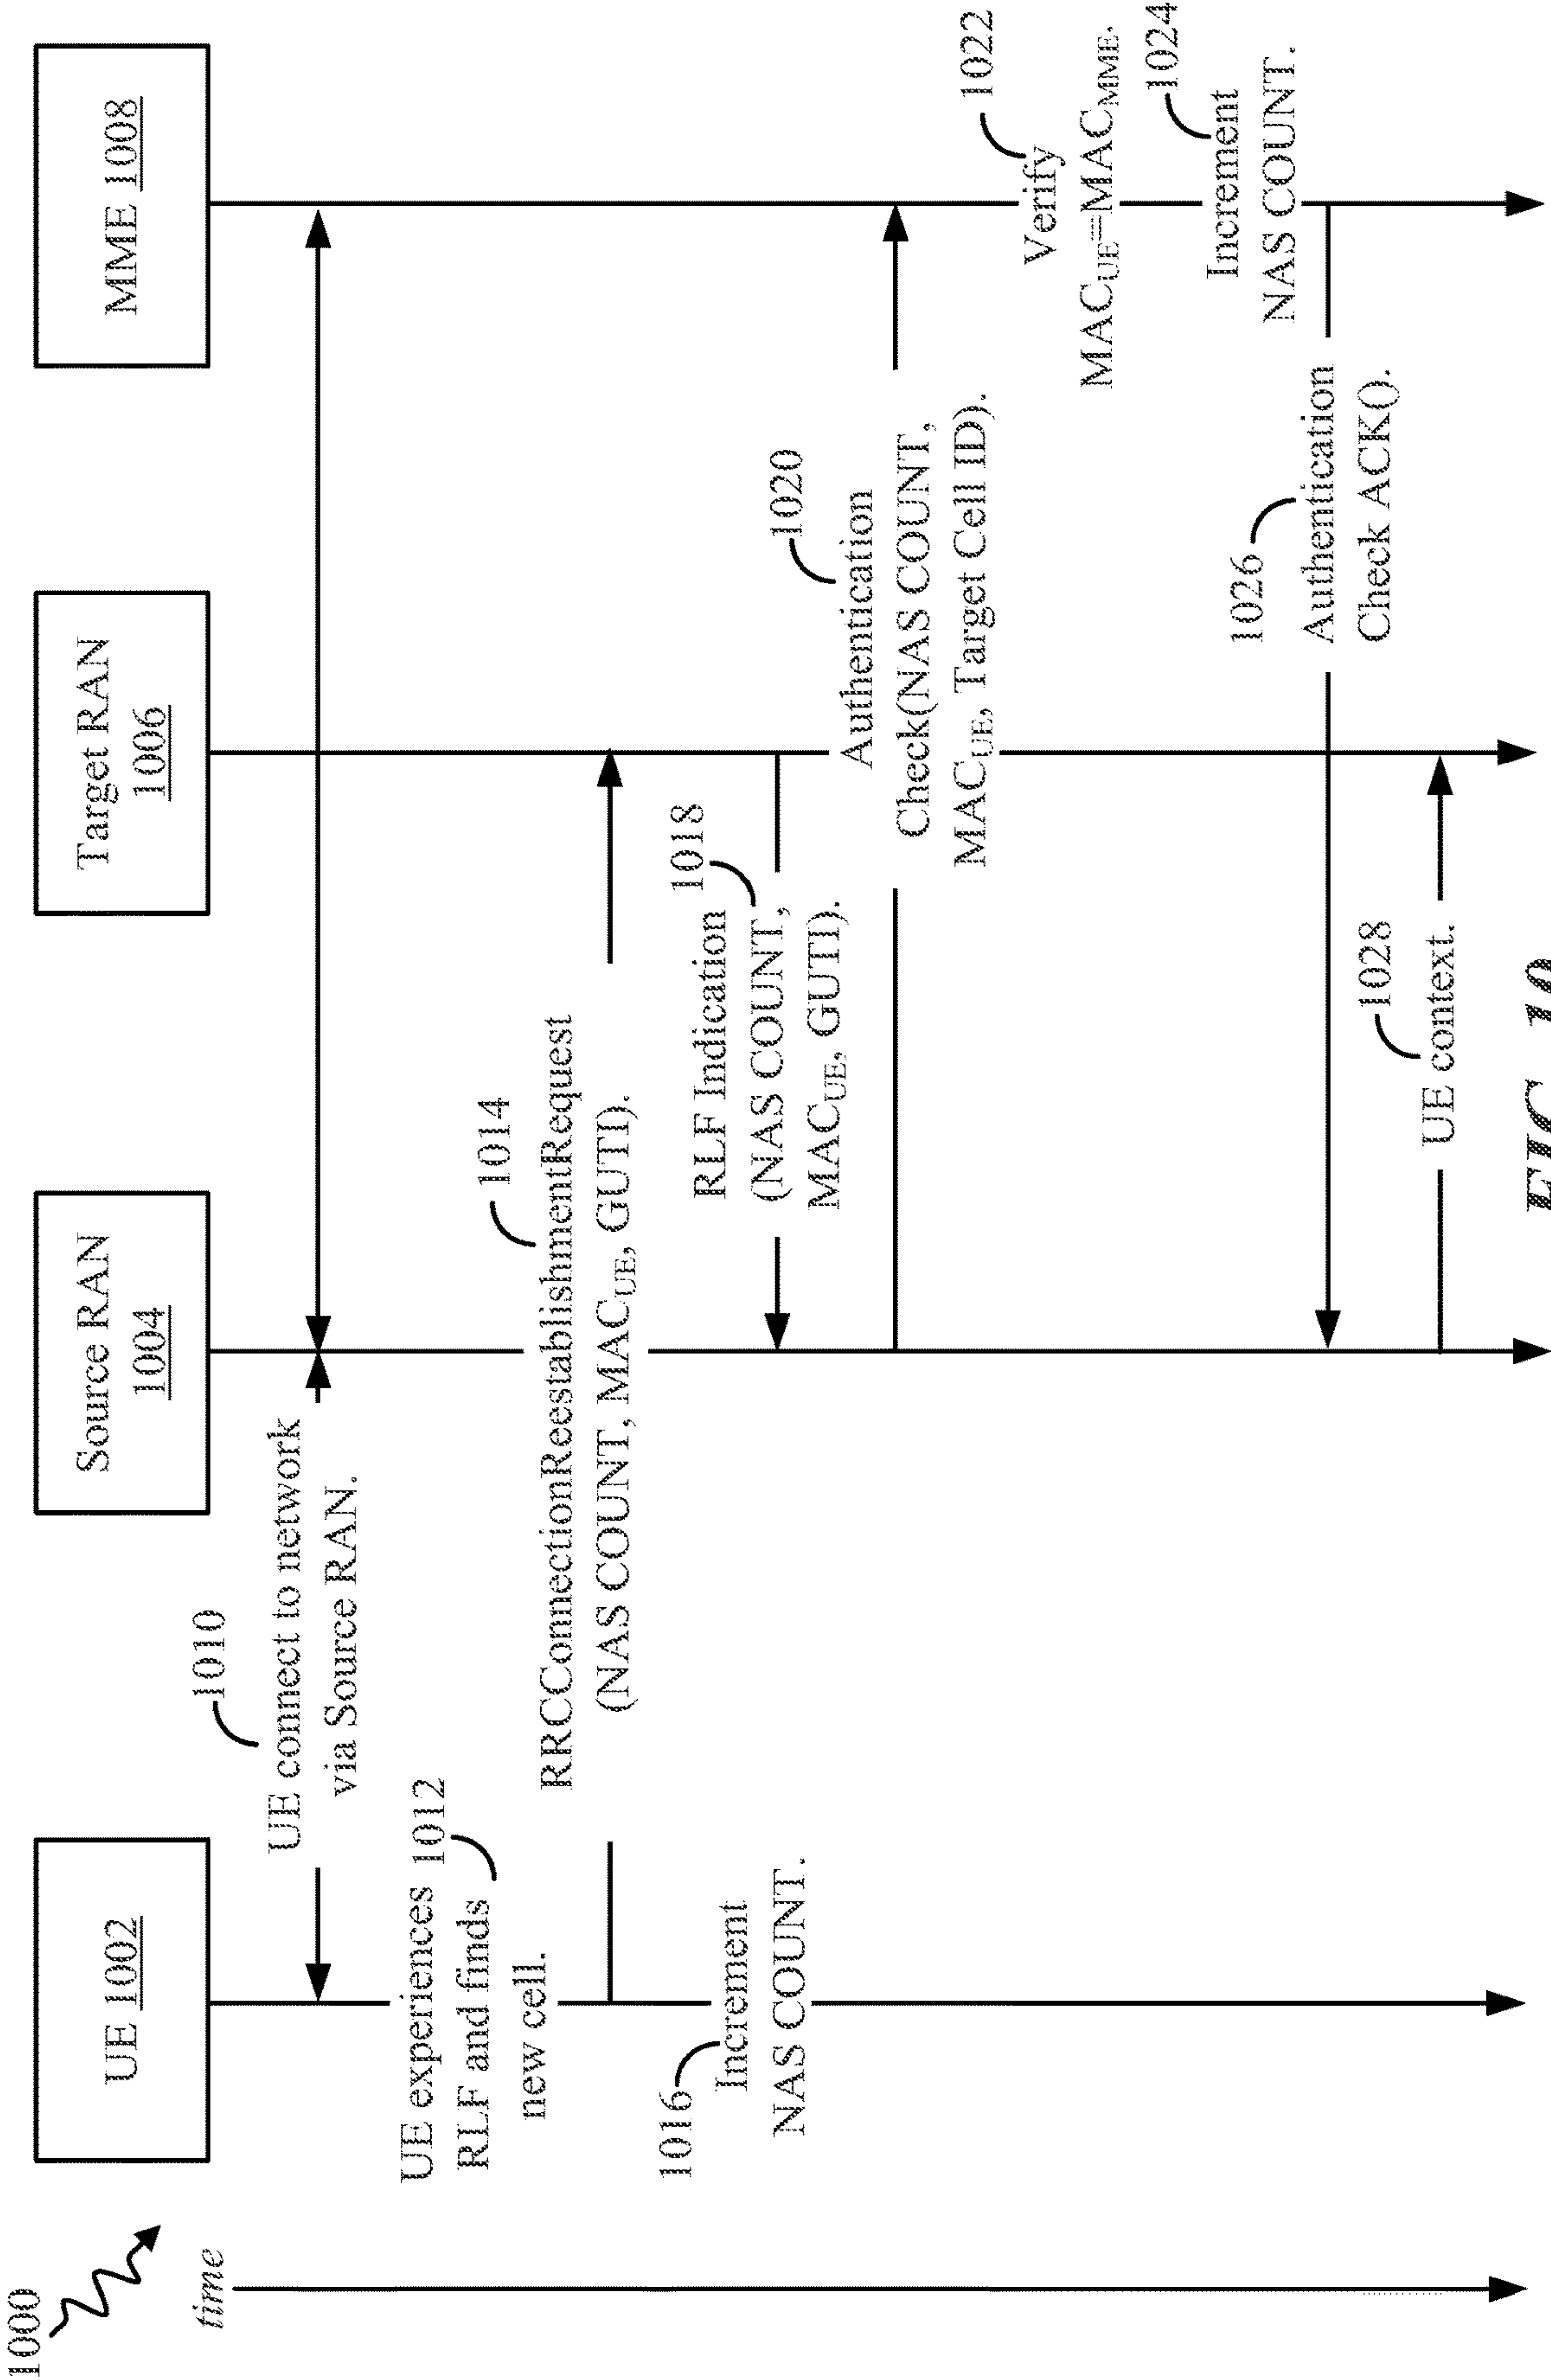 1000
time
UE 1002
Source RAN
1004
Target RAN
1006
MME 1008
1010
UE connect to network
via Source RAN.
UE experiences 1012
RLF and finds
new cell.
1014
RRCConnectionReestablishmentRequest
(NAS COUNT, MACUE, GUTI).
1016
Increment
NAS COUNT.
1018
RLF Indication
(NAS COUNT,
MACUE, GUTI).
1020
Authentication
Check(NAS COUNT,
MACUE, Target Cell ID).
1022
Verify
MACUE=MACMME.
1024
Increment
NAS COUNT.
1026
Authentication
Check ACK().
1028
UE context.
FIG. 10